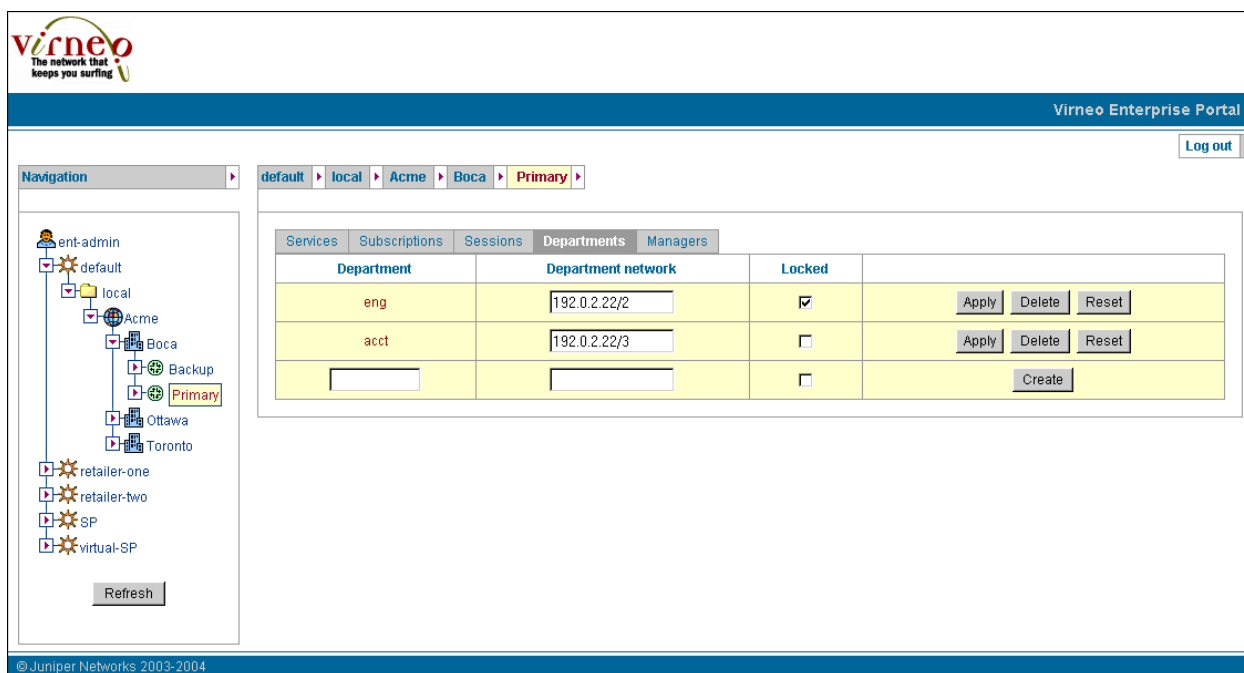 Virneo
The network that
keeps you surfing
Virneo Enterprise Portal
Log out
Navigation
default local Acme Boca Primary
ent-admin
default
local
Acme
Boca
Backup
Primary
Ottawa
Toronto
retailer-one
retailer-two
SP
virtual-SP
Refresh
Services Subscriptions Sessions Departments Managers
Department Department network Locked
eng 192.0.2.22/2 Apply Delete Reset
acct 192.0.2.22/3 Apply Delete Reset
Create
© Juniper Networks 2003-2004